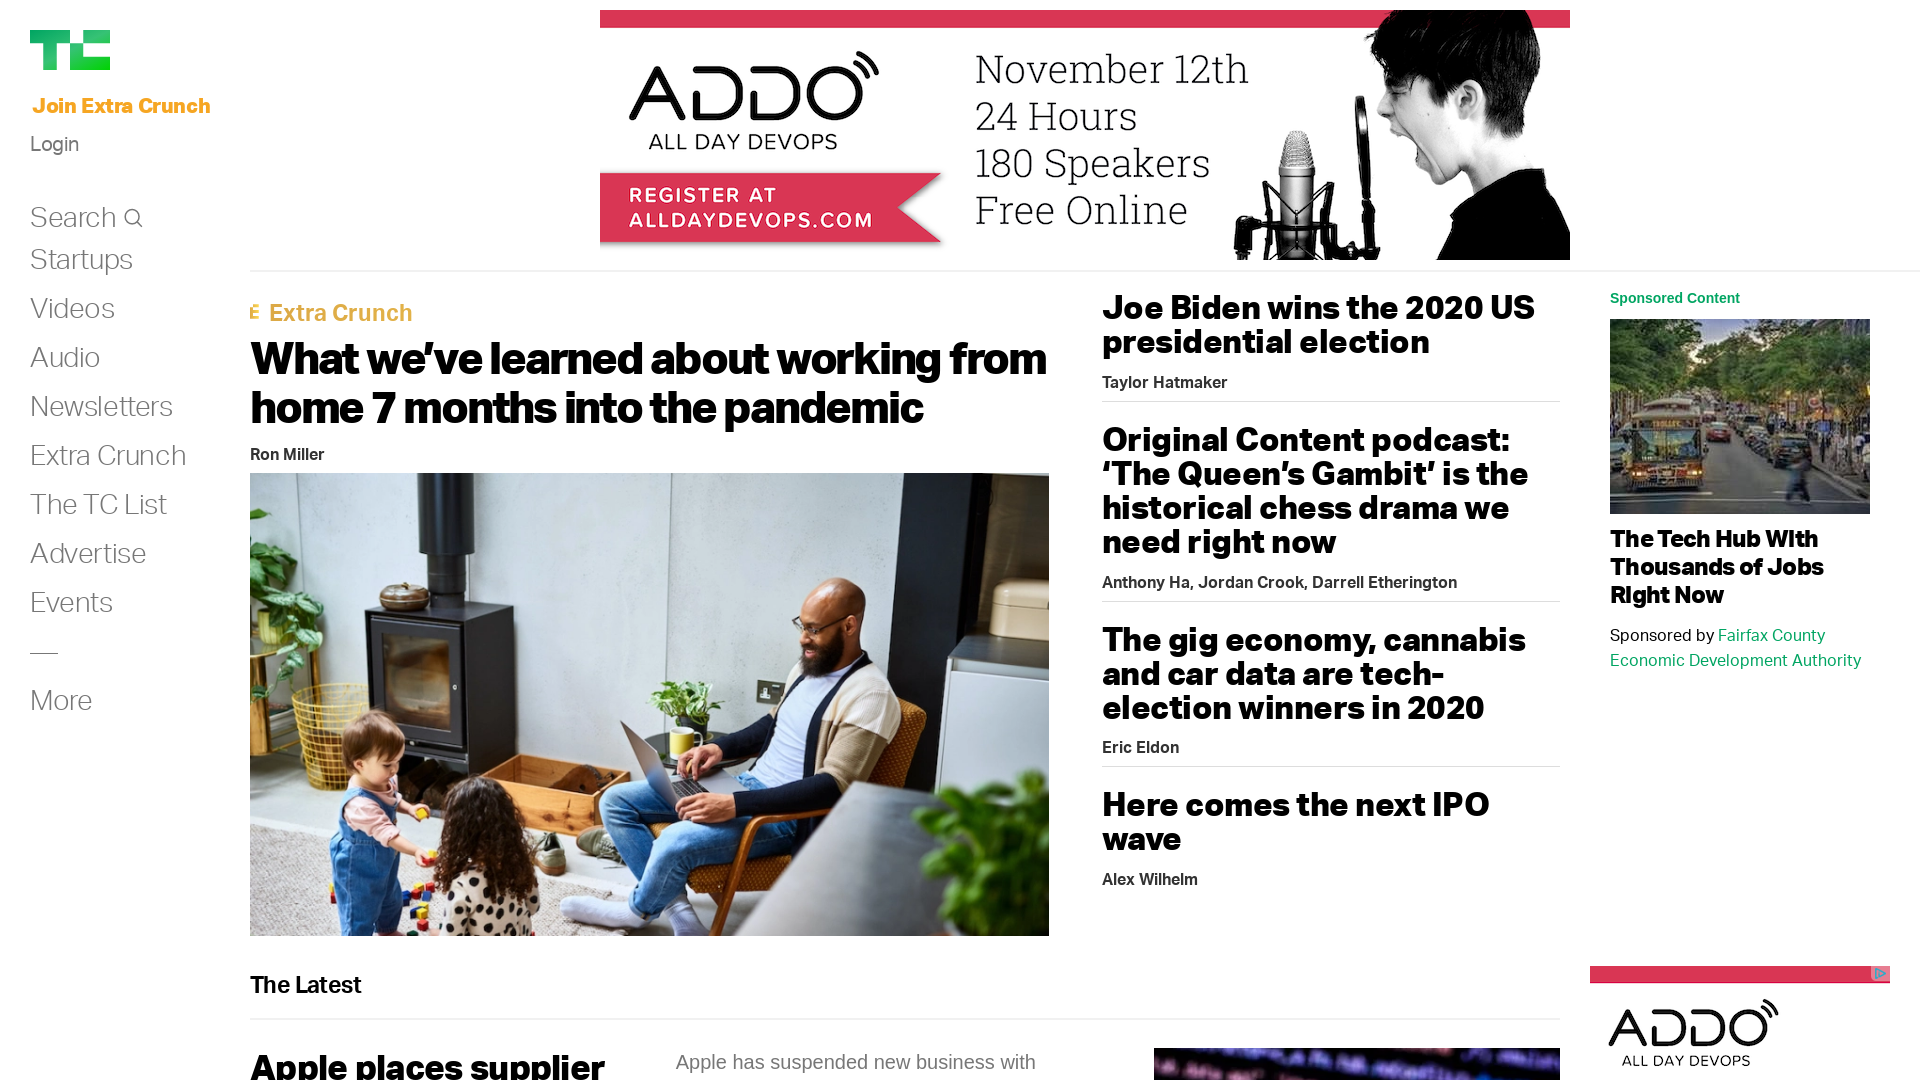 TC
Join Extra Crunch
Login
Search
Startups
Videos
Audio
Newsletters
Extra Crunch
The TC List
Advertise
Events
More
ADDO
ALL DAY DEVOPS
REGISTER AT
ALLDAYDEVOPS.COM
November 12th
24 Hours
180 Speakers
Free Online
Extra Crunch
What we’ve learned about working from
home 7 months into the pandemic
Ron Miller
Joe Biden wins the 2020 US
presidential election
Taylor Hatmaker
Original Content podcast:
‘The Queen’s Gambit’ is the
historical chess drama we
need right now
Anthony Ha, Jordan Crook, Darrell Etherington
The gig economy, cannabis
and car data are tech-
election winners in 2020
Eric Eldon
Here comes the next IPO
wave
Alex Wilhelm
Sponsored Content
TROLLEY
The Tech Hub WIth
Thousands of Jobs
RIght Now
Sponsored by Fairfax County
Economic Development Authority
The Latest
Apple places supplier
Apple has suspended new business with
ADDO
ALL DAY DEVOPS